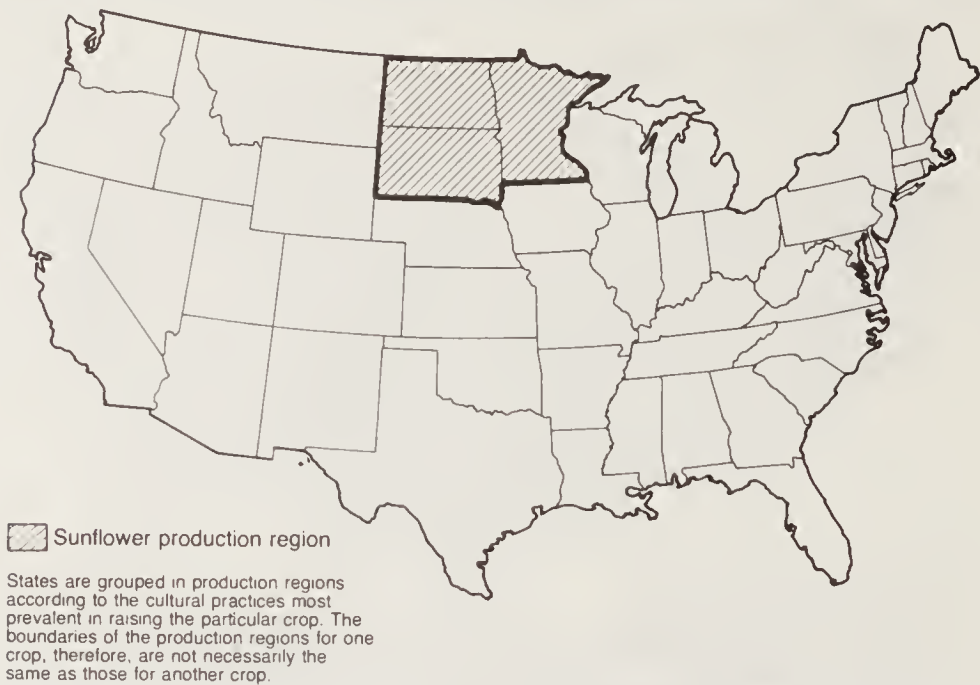 Sunflower production region
States are grouped in production regions
according to the cultural practices most
prevalent in raising the particular crop. The
boundaries of the production regions for one
crop, therefore, are not necessarily the
same as those for another crop.